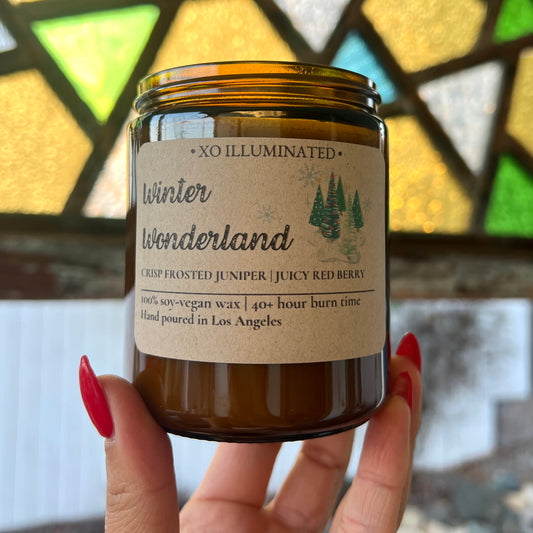 • XO ILLUMINATED •
Winter
Wonderland
CRISP FROSTED JUNIPER | JUICY RED BERRY
100% soy-vegan wax | 40+ hour burn time
Hand poured in Los Angeles